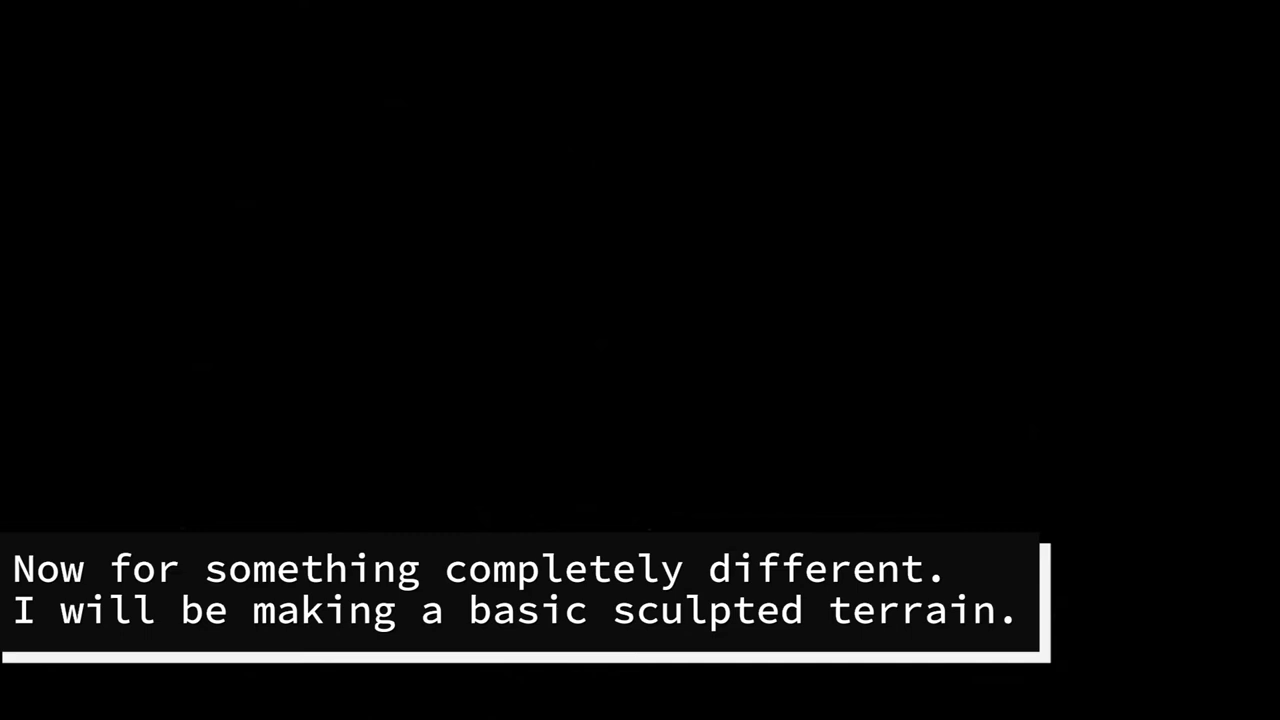 Now for something completely different.
I will be making a basic sculpted terrain.